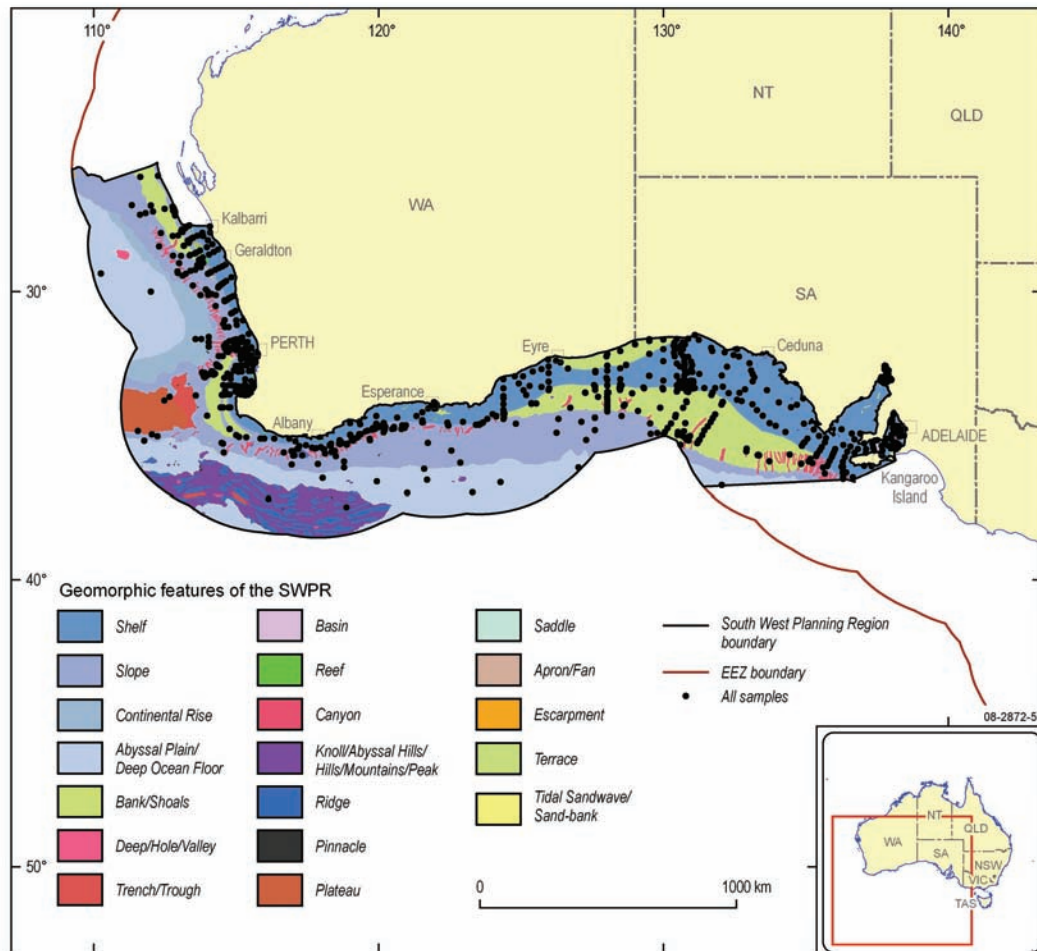 110°
120°
130°
140°
NT
QLD
WA
Kalbarri
Geraldton
30°
SA
PERTH
Eyre
Ceduna
Esperance
Albany
ADELAIDE
Kangaroo
Island
40°
Geomorphic features of the SWPR
Shelf
Slope
Continental Rise
Abyssal Plain/
Deep Ocean Floor
Bank/Shoals
Deep/Hole/Valley
Trench/Trough
Basin
Reef
Canyon
Knoll/Abyssal Hills/
Hills/Mountains/Peak
Ridge
Pinnacle
Plateau
Saddle
Apron/Fan
Escarpment
Terrace
Tidal Sandwave/
Sand-bank
South West Planning Region
boundary
EEZ boundary
All samples
08-2872-5
50°
0 1000 km
NT
QLD
WA
SA
NSW
VIC
TAS